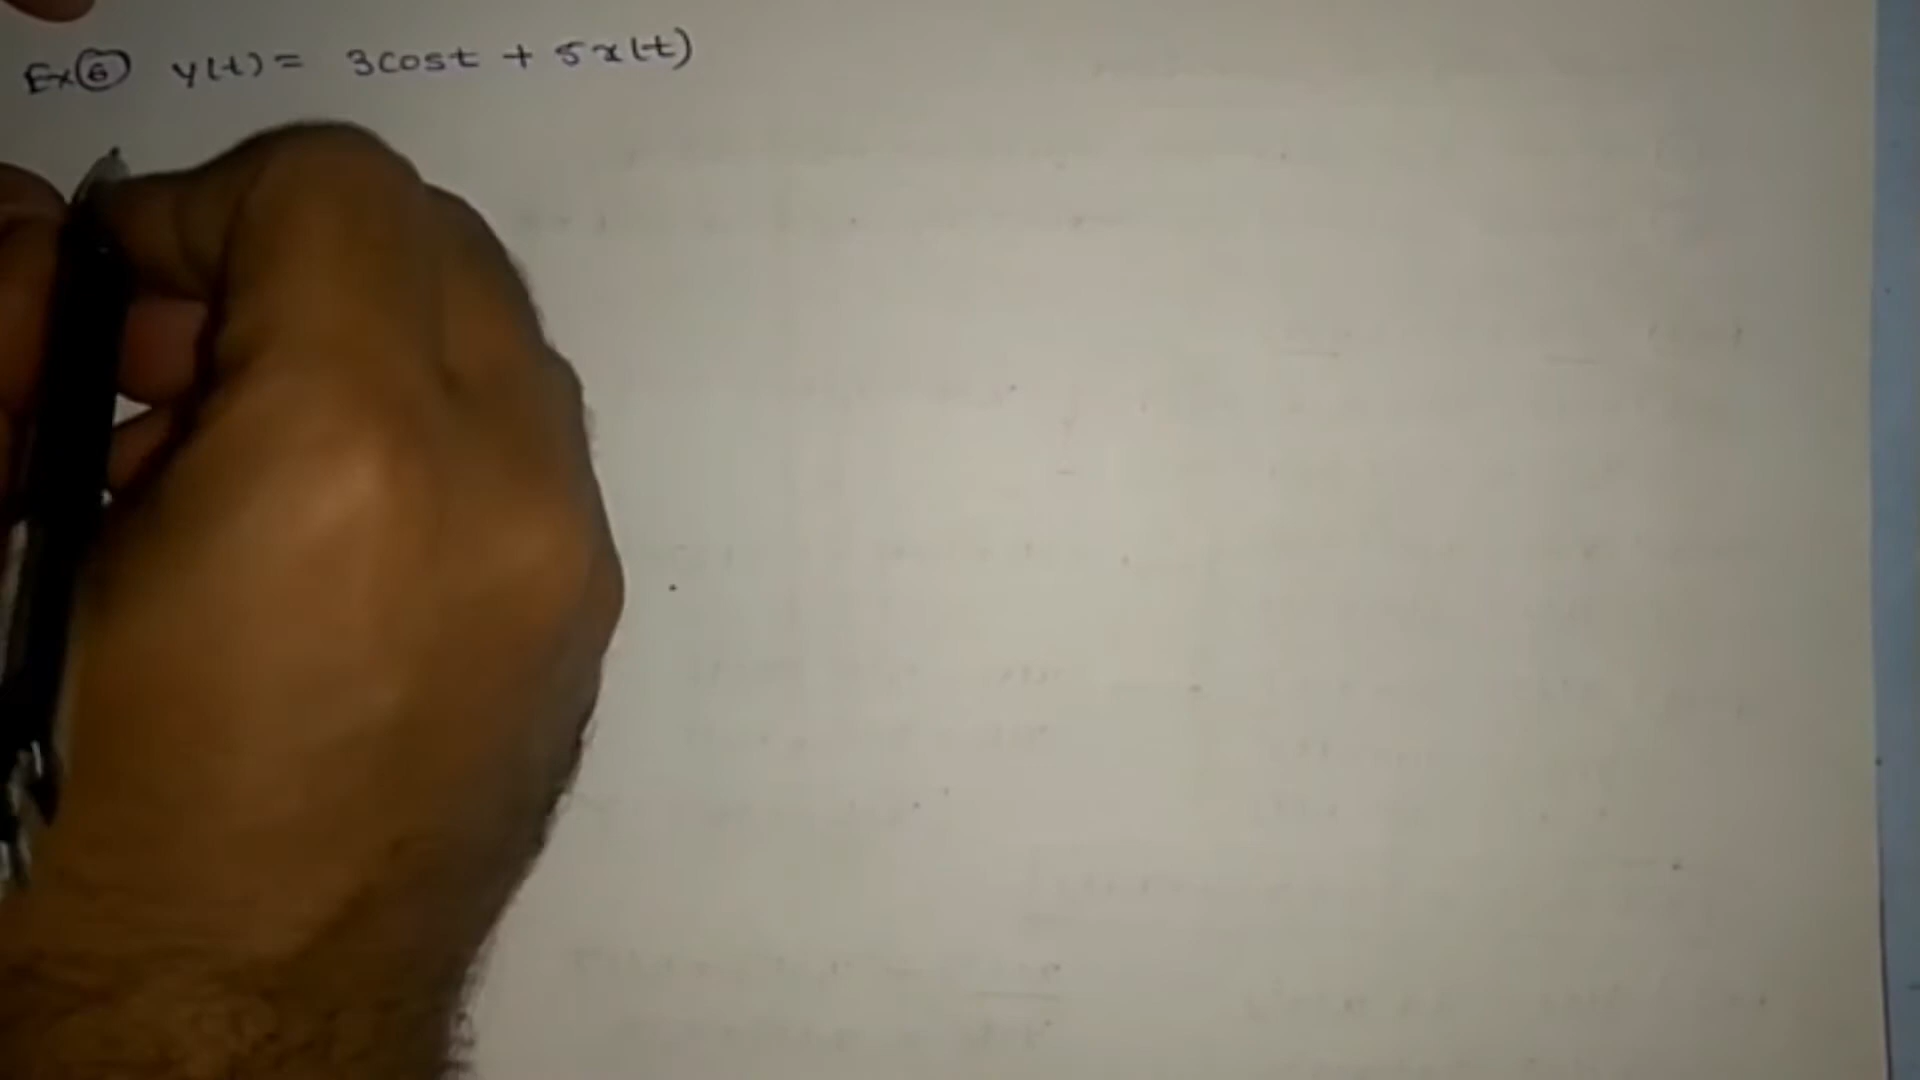 Ex⑥ y(t) = 3cost + 5x(t)